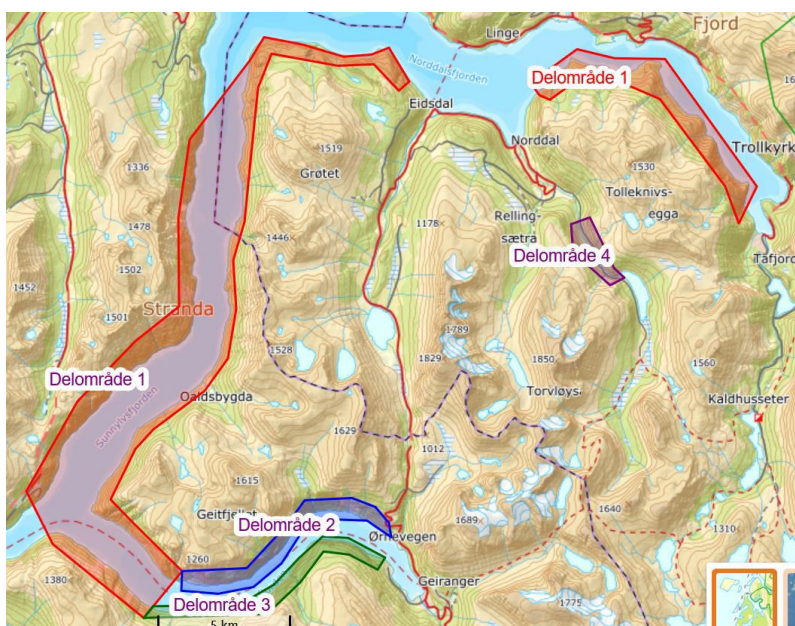 Fjord
Linge
Norddalsfjorden
Delområde 1
Eidsdal
Norddal
Trollkyrk
1519
1530
1336
Grøtet
Tolleknivs-
egga
Relling-
sætra
1178
1478
1446
Delområde 4
Tafjord
1502
1452
Stranda
1501
1789
1528
1829
1850
1560
Delområde 1
Torvløysa
Oaldsbygda
Kaldhusseter
Sunnylvsfjorden
1629
1012
1615
1640
Geitfjellet
Delområde 2
1689
1310
Ørnevegen
1260
1380
Geiranger
Delområde 3
1775
5 km